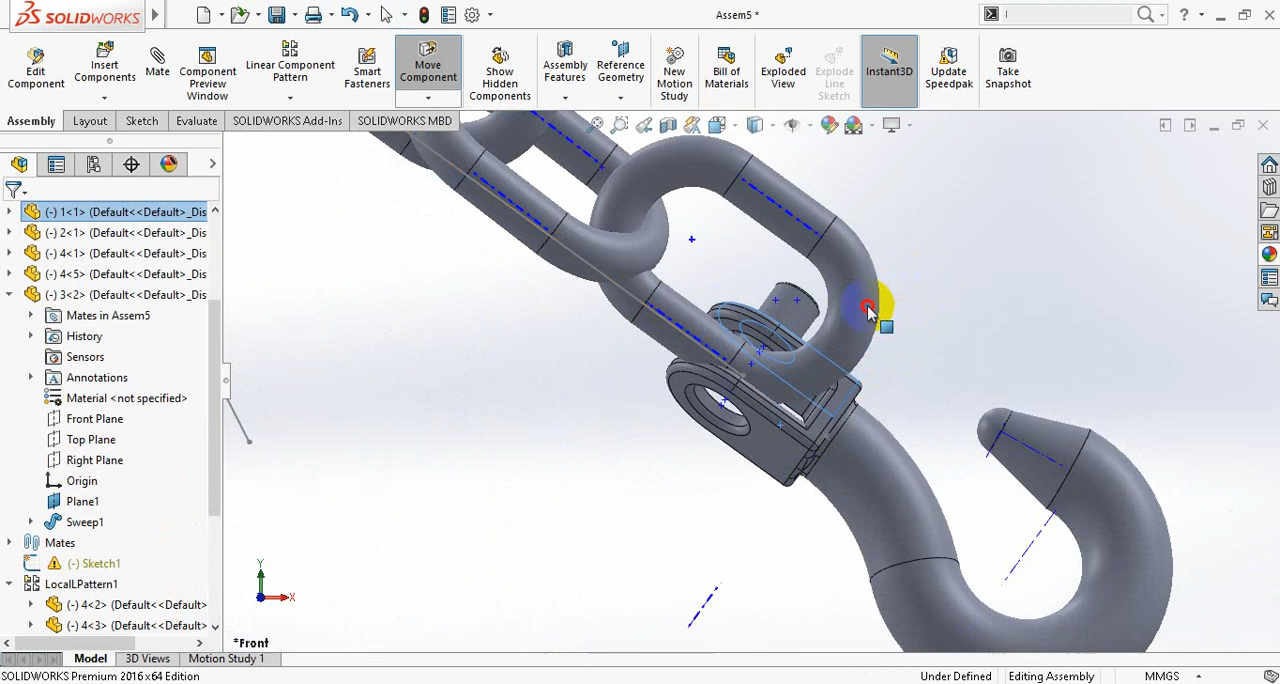 SOLIDWORKS
Assem5 *
Edit Component
Insert Components
Mate
Component Preview Window
Linear Component Pattern
Smart Fasteners
Move Component
Show Hidden Components
Assembly Features
Reference Geometry
New Motion Study
Bill of Materials
Exploded View
Explode Line Sketch
Instant3D
Update Speedpak
Take Snapshot
Assembly
Layout
Sketch
Evaluate
SOLIDWORKS Add-Ins
SOLIDWORKS MBD
(-) 1<1> (Default<<Default>_Dis
(-) 2<1> (Default<<Default>_Dis
(-) 4<1> (Default<<Default>_Dis
(-) 4<5> (Default<<Default>_Dis
(-) 3<2> (Default<<Default>_Dis
Mates in Assem5
History
Sensors
Annotations
Material <not specified>
Front Plane
Top Plane
Right Plane
Origin
Plane1
Sweep1
Mates
(-) Sketch1
LocalLPattern1
(-) 4<2> (Default<<Default>
(-) 4<3> (Default<<Default>
Y
X
*Front
Model
3D Views
Motion Study 1
SOLIDWORKS Premium 2016 x64 Edition
Under Defined
Editing Assembly
MMGS